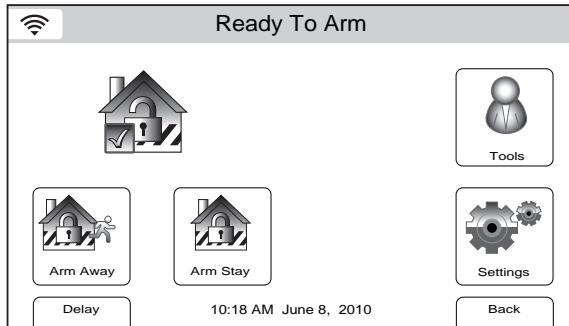 Ready To Arm
Tools
Arm Away
Arm Stay
Settings
Delay
10:18 AM June 8, 2010
Back